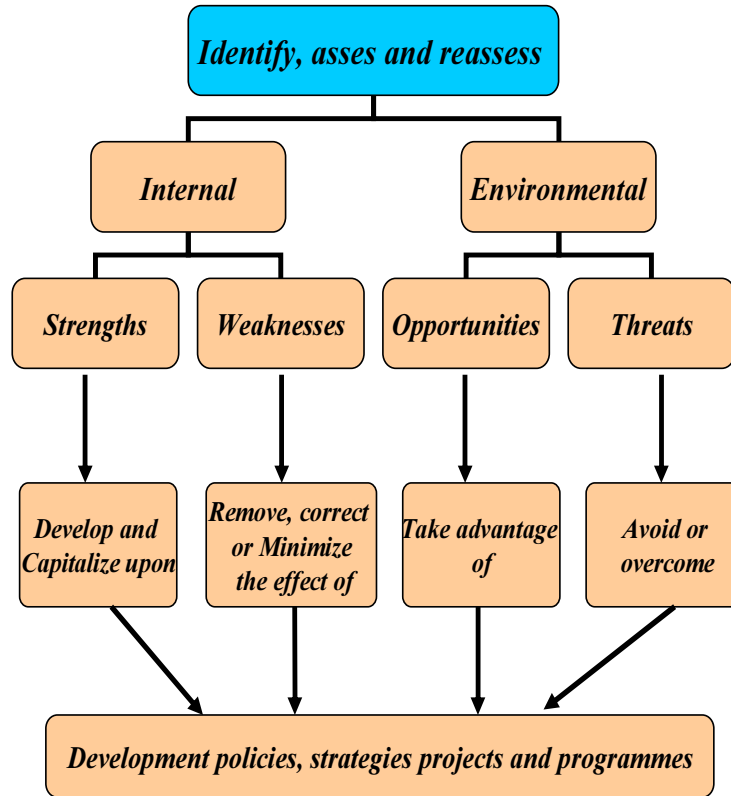 Identify, asses and reassess
Internal
Environmental
Strengths
Weaknesses
Opportunities
Threats
Develop and
Capitalize upon
Remove, correct
or Minimize
the effect of
Take advantage
of
Avoid or
overcome
Development policies, strategies projects and programmes